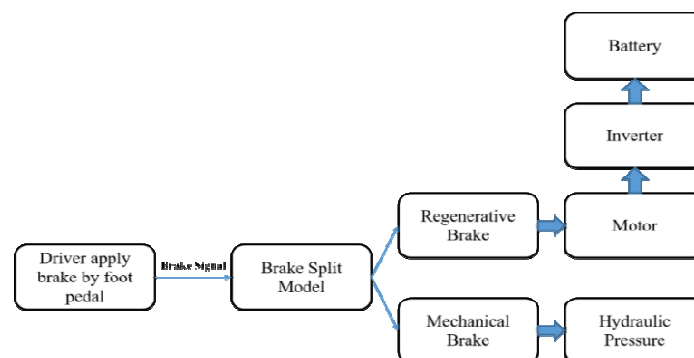 Battery
Inverter
Regenerative
Brake
Motor
Driver apply
brake by foot
pedal
Brake Signal
Brake Split
Model
Mechanical
Brake
Hydraulic
Pressure